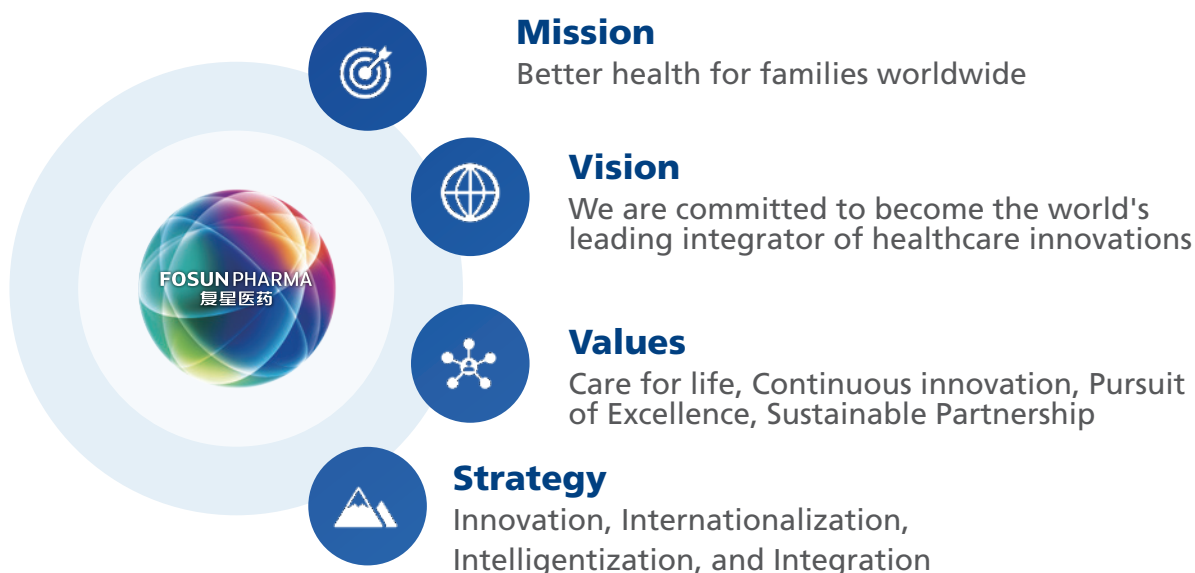 Mission
Better health for families worldwide
Vision
We are committed to become the world's
leading integrator of healthcare innovations
FOSUN PHARMA
复星医药
Values
Care for life, Continuous innovation, Pursuit
of Excellence, Sustainable Partnership
Strategy
Innovation, Internationalization,
Intelligentization, and Integration